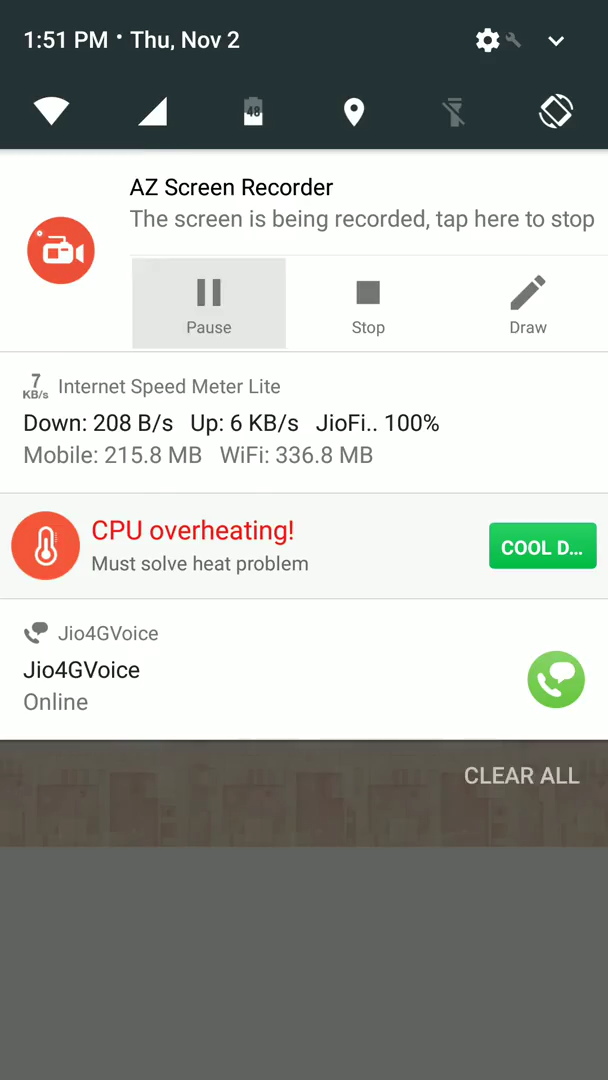 1:51 PM • Thu, Nov 2
48
AZ Screen Recorder
The screen is being recorded, tap here to stop
Pause Stop Draw
7 KB/s Internet Speed Meter Lite
Down: 208 B/s Up: 6 KB/s JioFi.. 100%
Mobile: 215.8 MB WiFi: 336.8 MB
CPU overheating!
Must solve heat problem
COOL D...
Jio4GVoice
Jio4GVoice
Online
CLEAR ALL